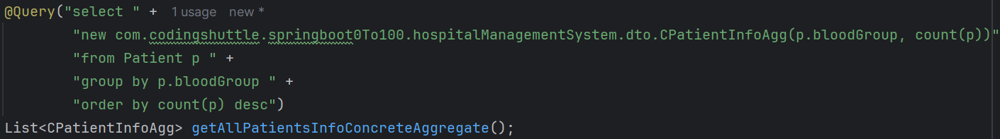 @Query("select " + 1 usage new *
"new com.codingshuttle.springboot0To100.hospitalManagementSystem.dto.CPatientInfoAgg(p.bloodGroup, count(p))"
"from Patient p " +
"group by p.bloodGroup " +
"order by count(p) desc")
List<CPatientInfoAgg> getAllPatientsInfoConcreteAggregate();